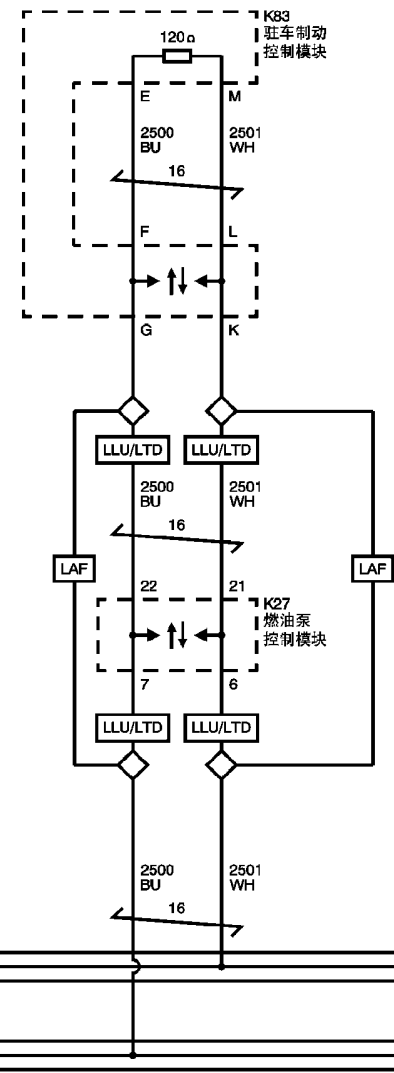 K83
驻车制动
控制模块
120Ω
E M
2500
BU
2501
WH
16
F L
G K
LLU/LTD LLU/LTD
2500
BU
2501
WH
16
LAF LAF
22 21
K27
燃油泵
控制模块
7 6
LLU/LTD LLU/LTD
2500
BU
2501
WH
16